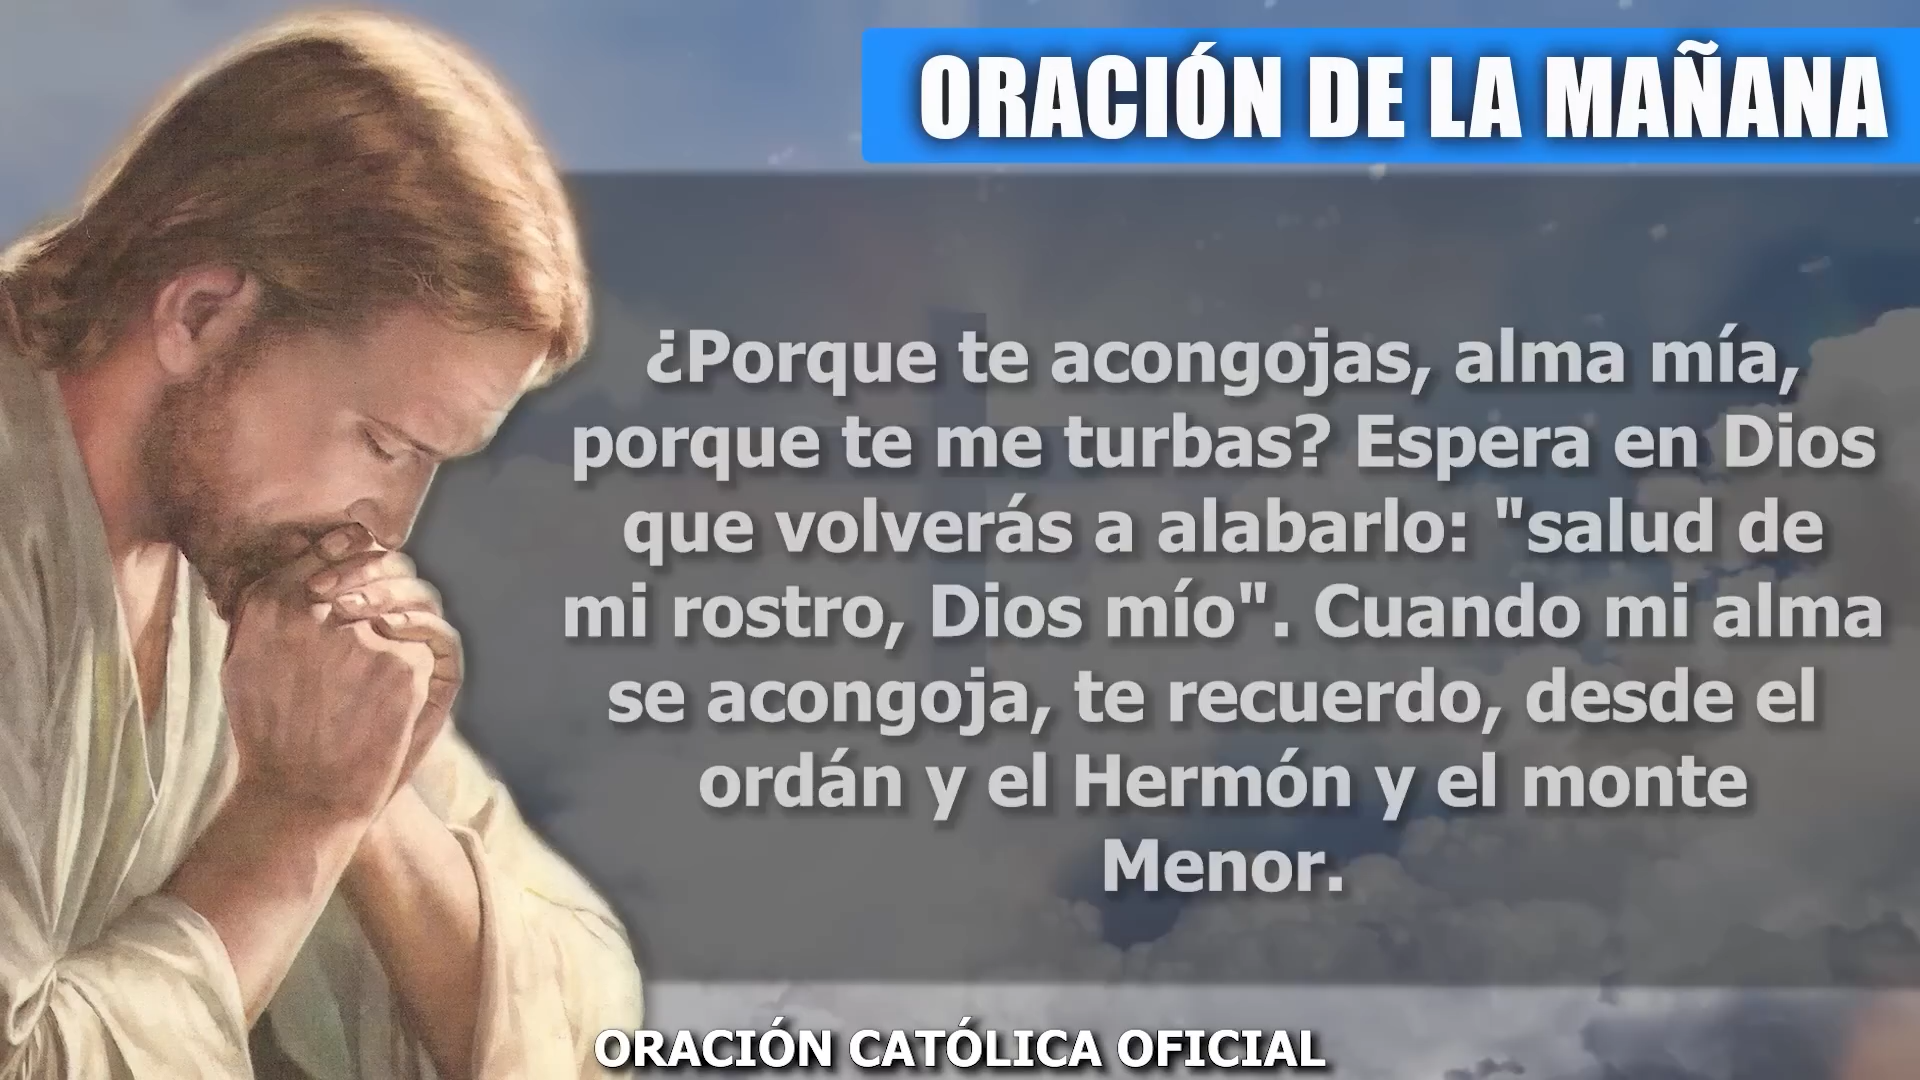 ORACIÓN DE LA MAÑANA
¿Porque te acongojas, alma mía,
porque te me turbas? Espera en Dios
que volverás a alabarlo: "salud de
mi rostro, Dios mío". Cuando mi alma
se acongoja, te recuerdo, desde el
ordán y el Hermón y el monte
Menor.
ORACIÓN CATÓLICA OFICIAL